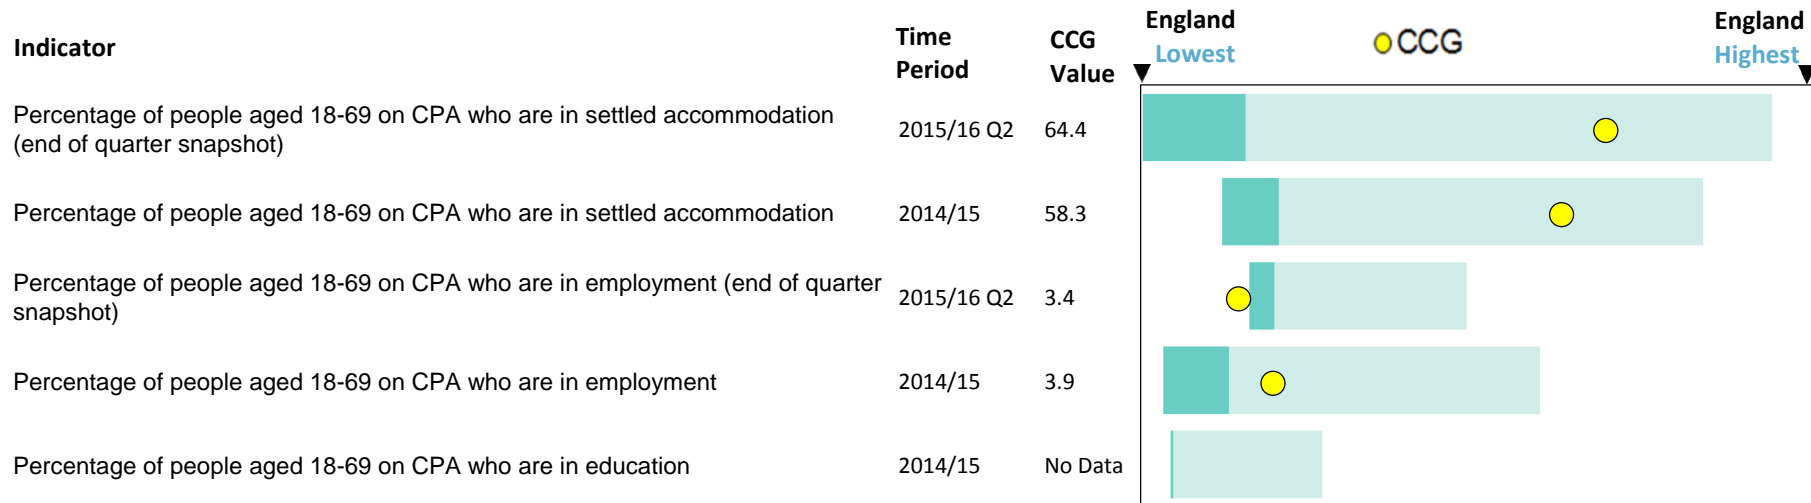 Indicator
Time
Period
CCG
Value
England
Lowest
CCG
England
Highest
Percentage of people aged 18-69 on CPA who are in settled accommodation
(end of quarter snapshot)
2015/16 Q2
64.4
Percentage of people aged 18-69 on CPA who are in settled accommodation
2014/15
58.3
Percentage of people aged 18-69 on CPA who are in employment (end of quarter
snapshot)
2015/16 Q2
3.4
Percentage of people aged 18-69 on CPA who are in employment
2014/15
3.9
Percentage of people aged 18-69 on CPA who are in education
2014/15
No Data